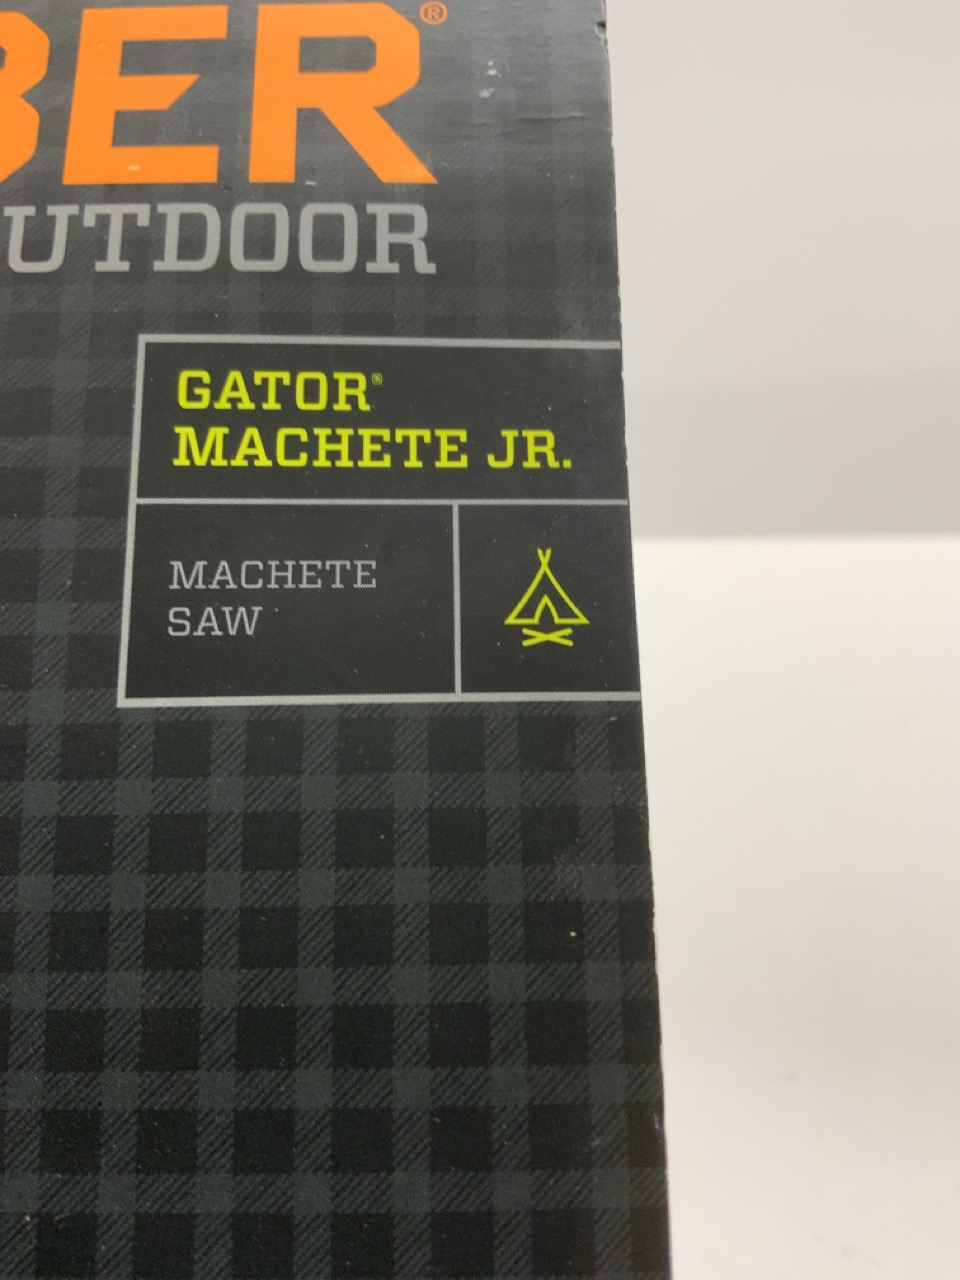 BER®
UTDOOR
GATOR®
MACHETE JR.
MACHETE
SAW